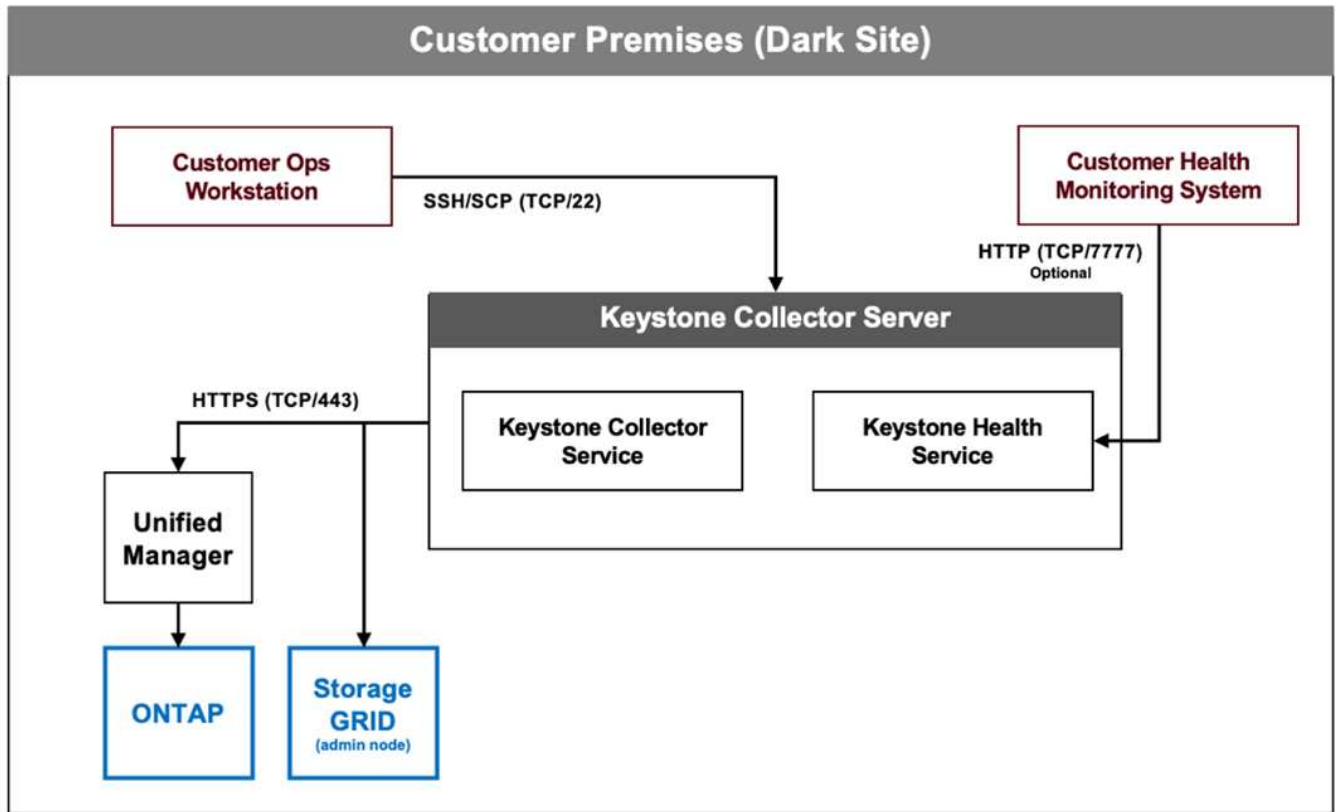 Customer Premises (Dark Site)
Customer Ops
Workstation
SSH/SCP (TCP/22)
Customer Health
Monitoring System
HTTP (TCP/7777)
Optional
Keystone Collector Server
HTTPS (TCP/443)
Keystone Collector
Service
Keystone Health
Service
Unified
Manager
ONTAP
Storage
GRID
(admin node)